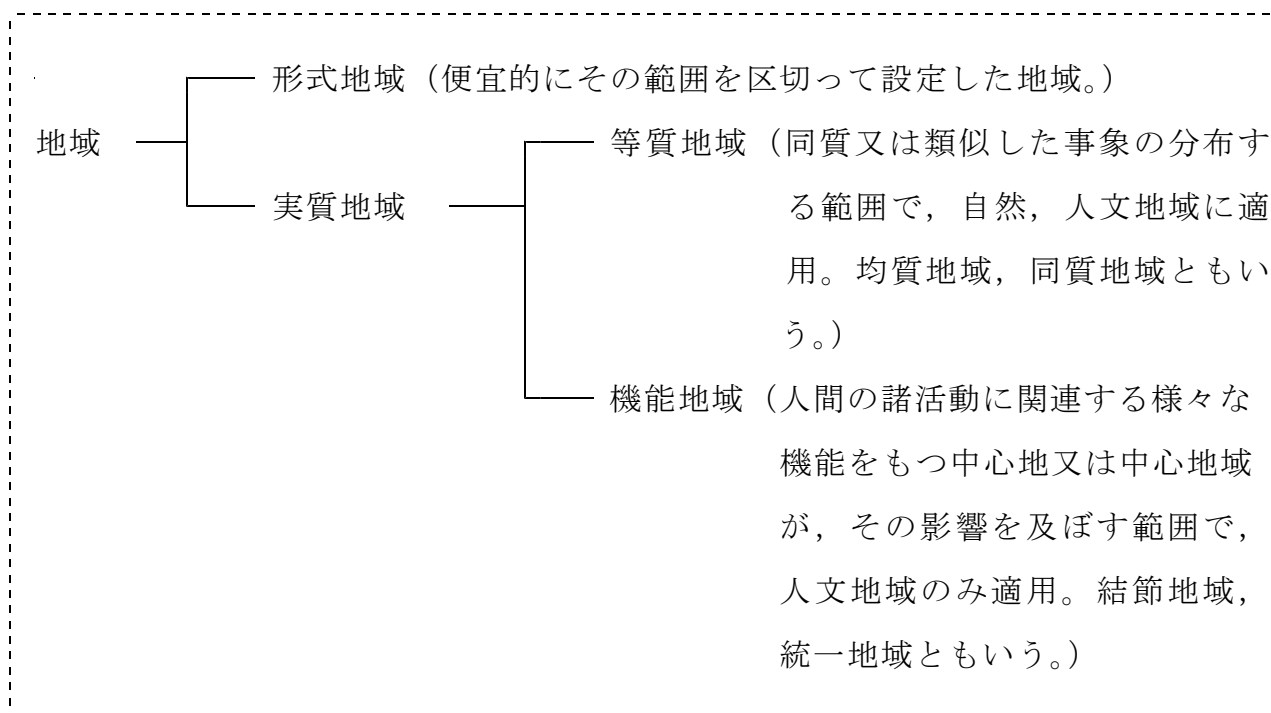 形式地域（便宜的にその範囲を区切って設定した地域。）
地域
等質地域（同質又は類似した事象の分布す
実質地域
る範囲で，自然，人文地域に適
用。均質地域，同質地域ともい
う。）
機能地域（人間の諸活動に関連する様々な
機能をもつ中心地又は中心地域
が，その影響を及ぼす範囲で，
人文地域のみ適用。結節地域，
統一地域ともいう。）